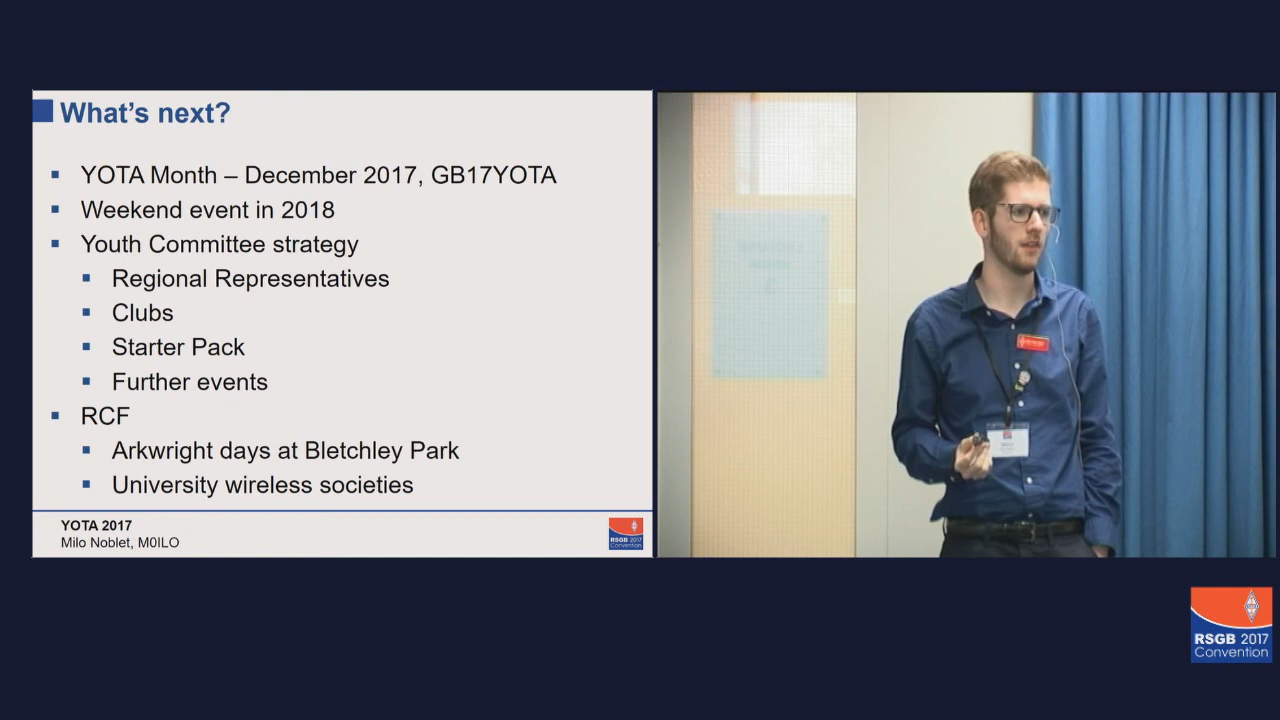 What's next?
YOTA Month – December 2017, GB17YOTA
Weekend event in 2018
Youth Committee strategy
Regional Representatives
Clubs
Starter Pack
Further events
RCF
Arkwright days at Bletchley Park
University wireless societies
YOTA 2017
Milo Noblet, M0ILO
RSGB 2017
Convention
RSGB 2017
Convention